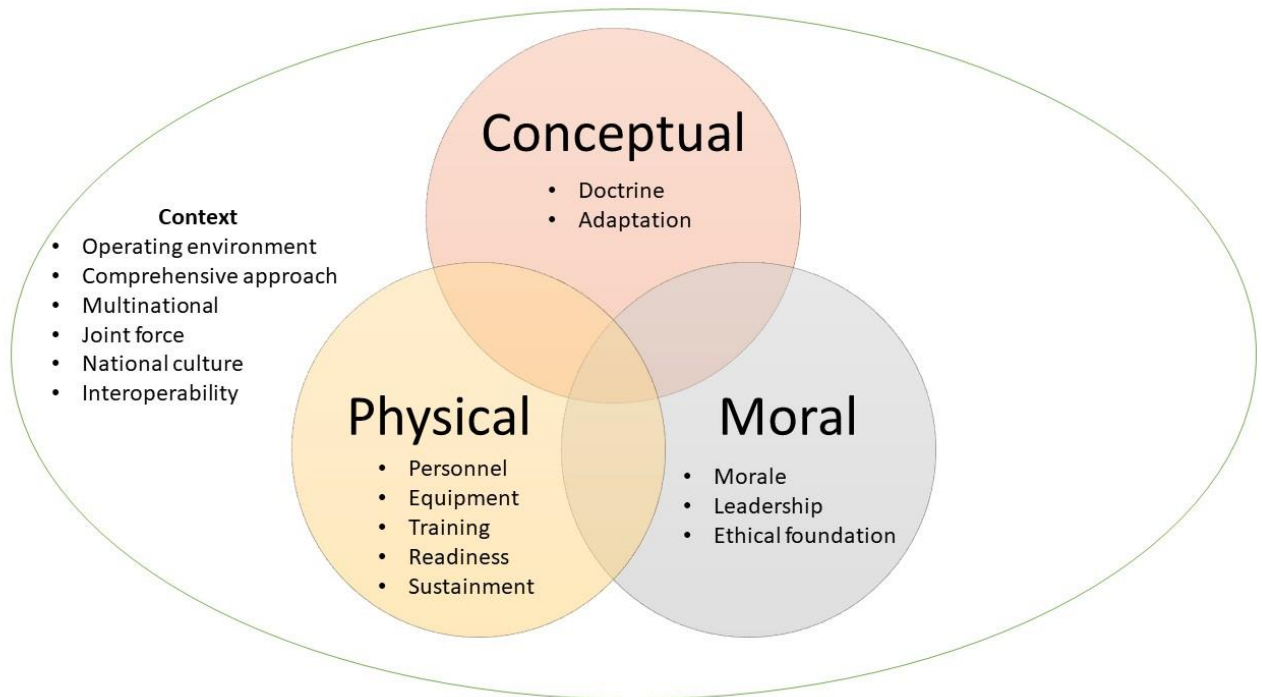 Conceptual
• Doctrine
• Adaptation
Context
• Operating environment
• Comprehensive approach
• Multinational
• Joint force
• National culture
• Interoperability
Physical
• Personnel
• Equipment
• Training
• Readiness
• Sustainment
Moral
• Morale
• Leadership
• Ethical foundation